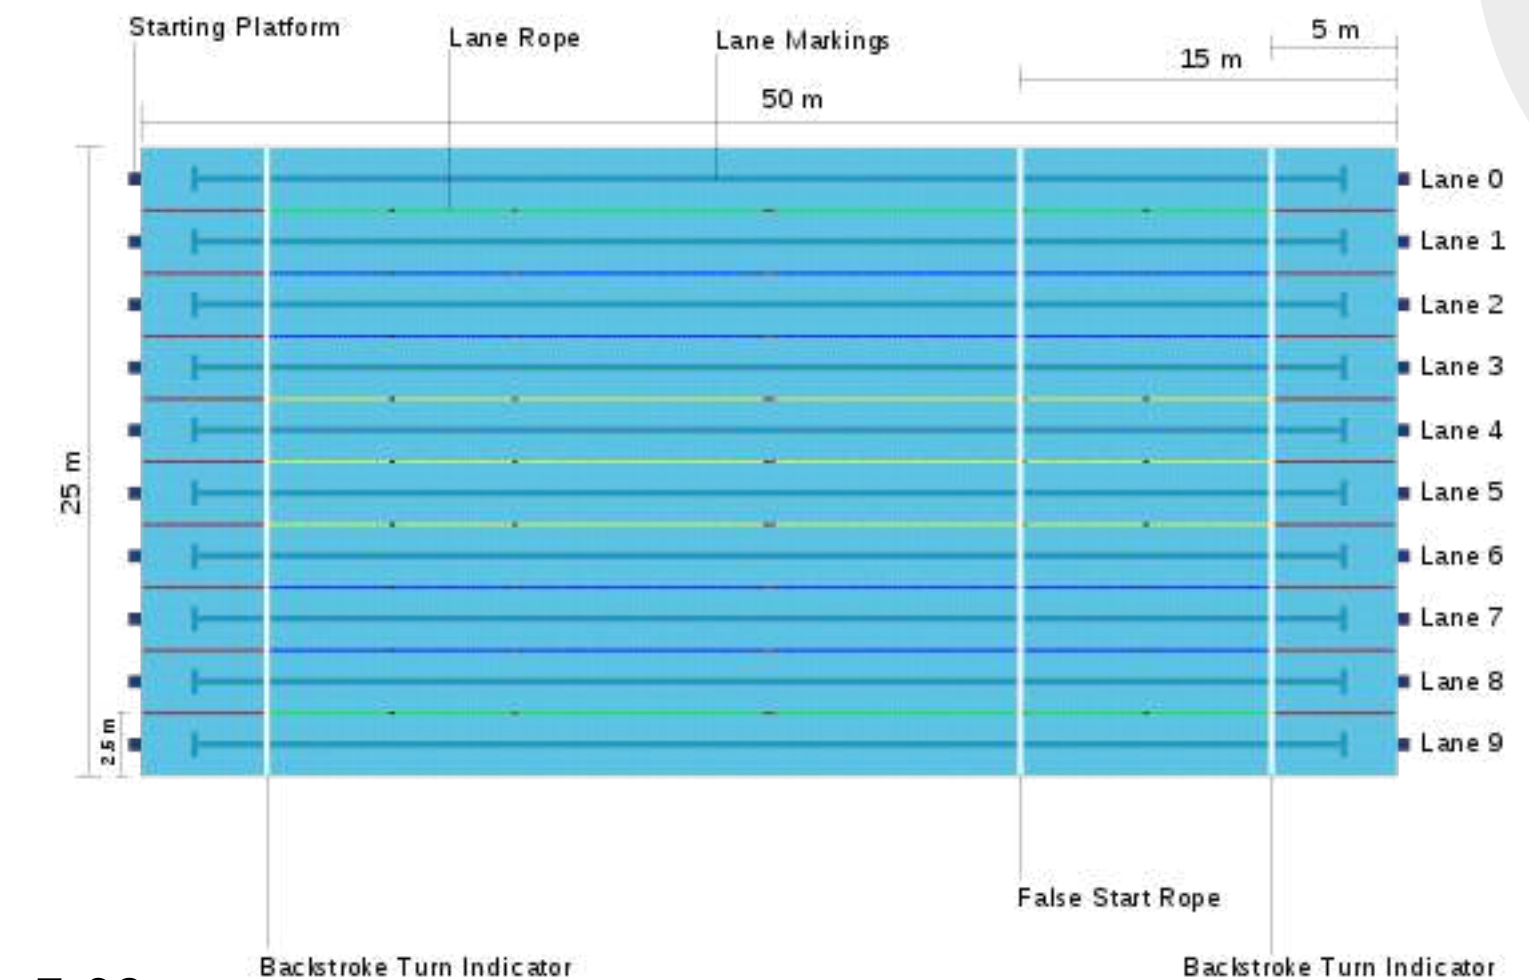 Starting Platform
Lane Rope
Lane Markings
5 m
15 m
50 m
Lane 0
Lane 1
Lane 2
Lane 3
Lane 4
25 m
Lane 5
Lane 6
Lane 7
Lane 8
2.5 m
Lane 9
False Start Rope
Backstroke Turn Indicator
Backstroke Turn Indicator